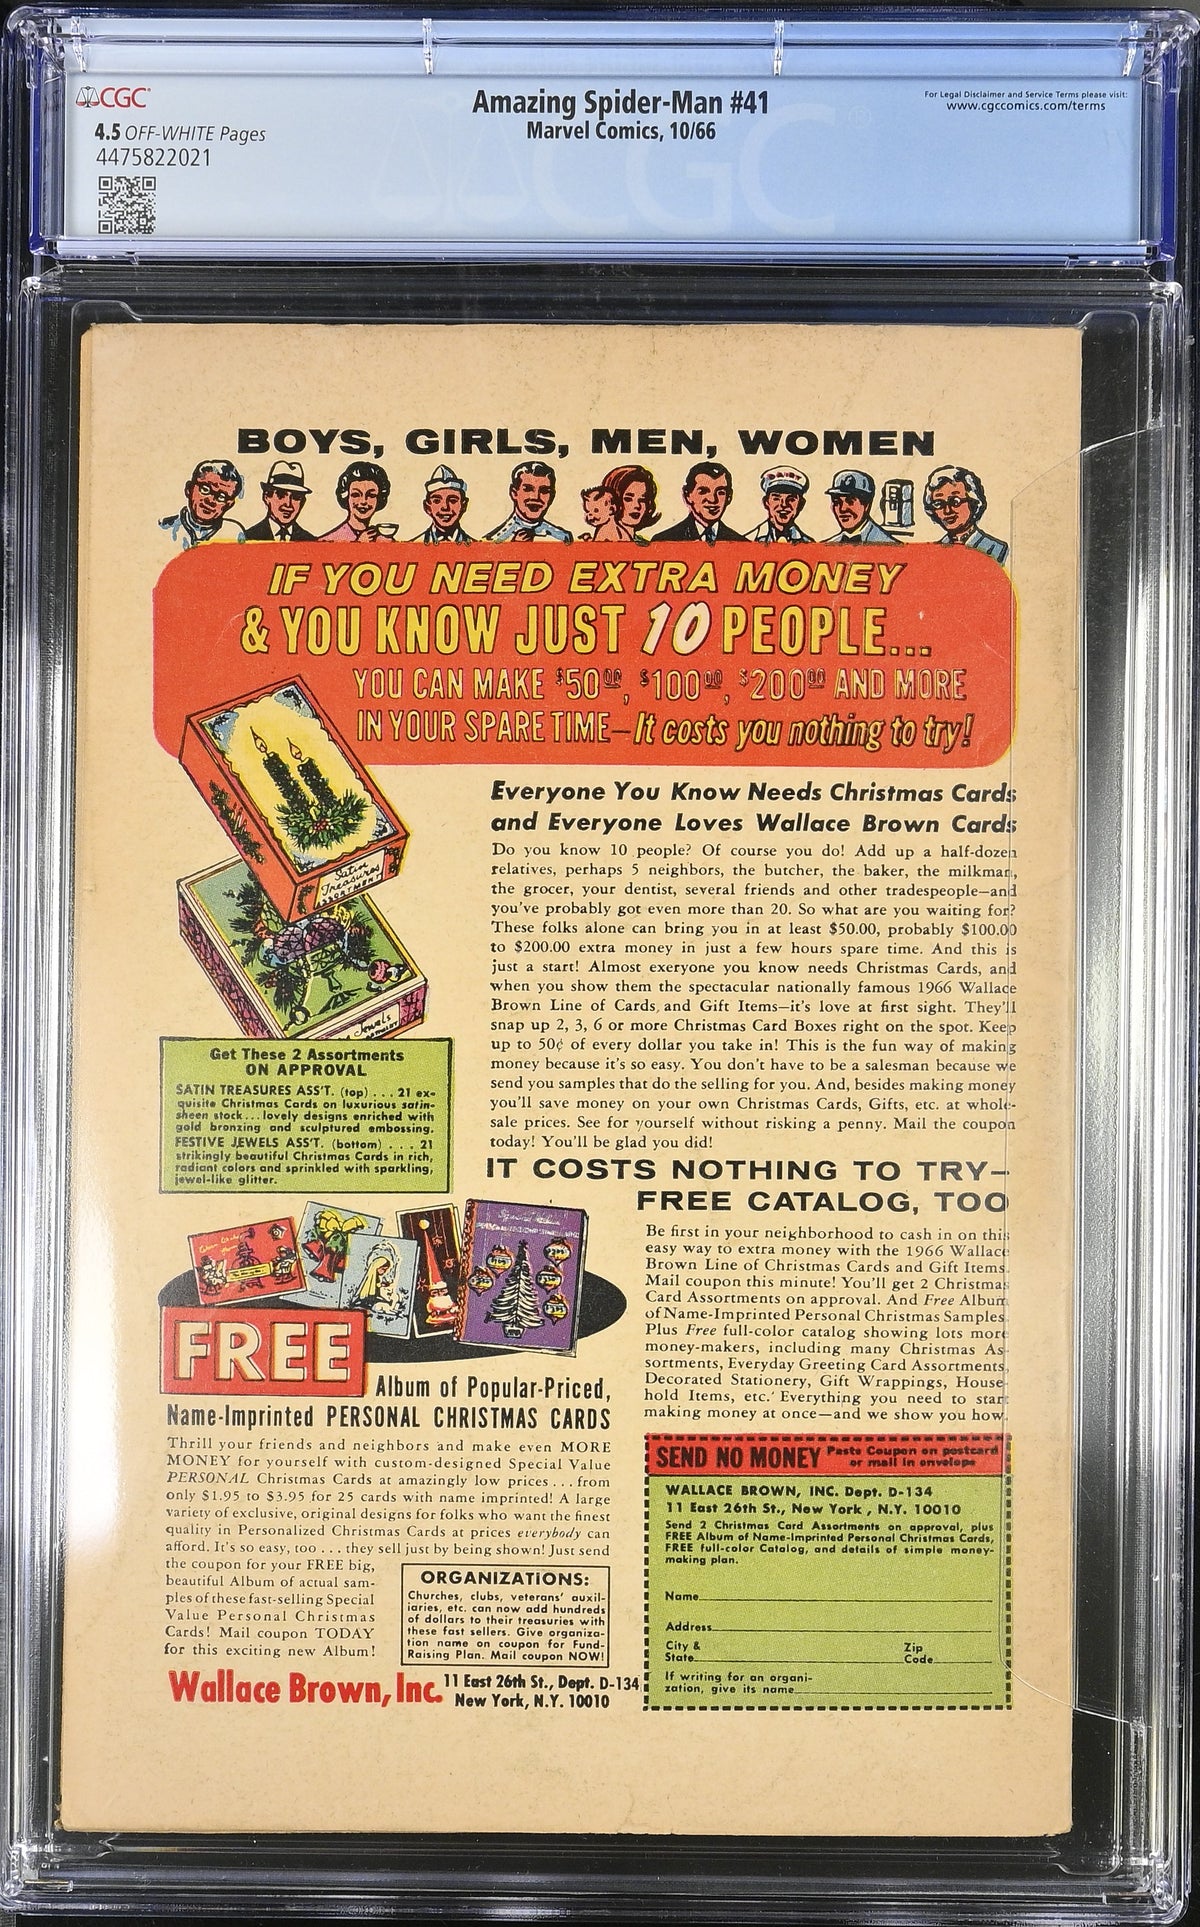 CGC
4.5 OFF-WHITE Pages
4475822021
Amazing Spider-Man #41
Marvel Comics, 10/66
For Legal Disclaimer and Service Terms please visit:
www.cgccomics.com/terms
BOYS, GIRLS, MEN, WOMEN
DAIRY
IF YOU NEED EXTRA MONEY
& YOU KNOW JUST 10 PEOPLE...
YOU CAN MAKE $50.00, $100.00, $200.00 AND MORE
IN YOUR SPARE TIME—It costs you nothing to try!
Satin
Treasures
ASSORTMENT
Jewels
Everyone You Know Needs Christmas Cards
and Everyone Loves Wallace Brown Cards
Do you know 10 people? Of course you do! Add up a half-dozen
relatives, perhaps 5 neighbors, the butcher, the baker, the milkman,
the grocer, your dentist, several friends and other tradespeople—and
you've probably got even more than 20. So what are you waiting for?
These folks alone can bring you in at least $50.00, probably $100.00
to $200.00 extra money in just a few hours spare time. And this is
just a start! Almost exeryone you know needs Christmas Cards, and
when you show them the spectacular nationally famous 1966 Wallace
Brown Line of Cards and Gift Items—it's love at first sight. They'll
snap up 2, 3, 6 or more Christmas Card Boxes right on the spot. Keep
up to 50¢ of every dollar you take in! This is the fun way of making
money because it's so easy. You don't have to be a salesman because we
send you samples that do the selling for you. And, besides making money
you'll save money on your own Christmas Cards, Gifts, etc. at whole-
sale prices. See for yourself without risking a penny. Mail the coupon
today! You'll be glad you did!
Get These 2 Assortments
ON APPROVAL
SATIN TREASURES ASS'T. (top) . . . 21 ex-
quisite Christmas Cards on luxurious satin-
sheen stock...lovely designs enriched with
gold bronzing and sculptured embossing.
FESTIVE JEWELS ASS'T. (bottom) . . . 21
strikingly beautiful Christmas Cards in rich,
radiant colors and sprinkled with sparkling,
jewel-like glitter.
IT COSTS NOTHING TO TRY—
FREE CATALOG, TOO
Be first in your neighborhood to cash in on this
easy way to extra money with the 1966 Wallace
Brown Line of Christmas Cards and Gift Items.
Mail coupon this minute! You'll get 2 Christmas
Card Assortments on approval. And Free Album
of Name-Imprinted Personal Christmas Samples.
Plus Free full-color catalog showing lots more
money-makers, including many Christmas As-
sortments, Everyday Greeting Card Assortments,
Decorated Stationery, Gift Wrappings, House-
hold Items, etc. Everything you need to start
making money at once—and we show you how.
FREE
Album of Popular-Priced,
Name-Imprinted PERSONAL CHRISTMAS CARDS
Thrill your friends and neighbors and make even MORE
MONEY for yourself with custom-designed Special Value
PERSONAL Christmas Cards at amazingly low prices . . . from
only $1.95 to $3.95 for 25 cards with name imprinted! A large
variety of exclusive, original designs for folks who want the finest
quality in Personalized Christmas Cards at prices everybody can
afford. It's so easy, too . . . they sell just by being shown! Just send
the coupon for your FREE big,
beautiful Album of actual sam-
ples of these fast-selling Special
Value Personal Christmas
Cards! Mail coupon TODAY
for this exciting new Album!
ORGANIZATIONS:
Churches, clubs, veterans' auxil-
iaries, etc. can now add hundreds
of dollars to their treasuries with
these fast sellers. Give organiza-
tion name on coupon for Fund-
Raising Plan. Mail coupon NOW!
Wallace Brown, Inc. 11 East 26th St., Dept. D-134
New York, N.Y. 10010
SEND NO MONEY Paste Coupon on postcard
or mail in envelope
WALLACE BROWN, INC. Dept. D-134
11 East 26th St., New York, N.Y. 10010
Send 2 Christmas Card Assortments on approval, plus
FREE Album of Name-Imprinted Personal Christmas Cards,
FREE full-color Catalog, and details of simple money-
making plan.
Name
Address
City & State Zip Code
If writing for an organi-
zation, give its name